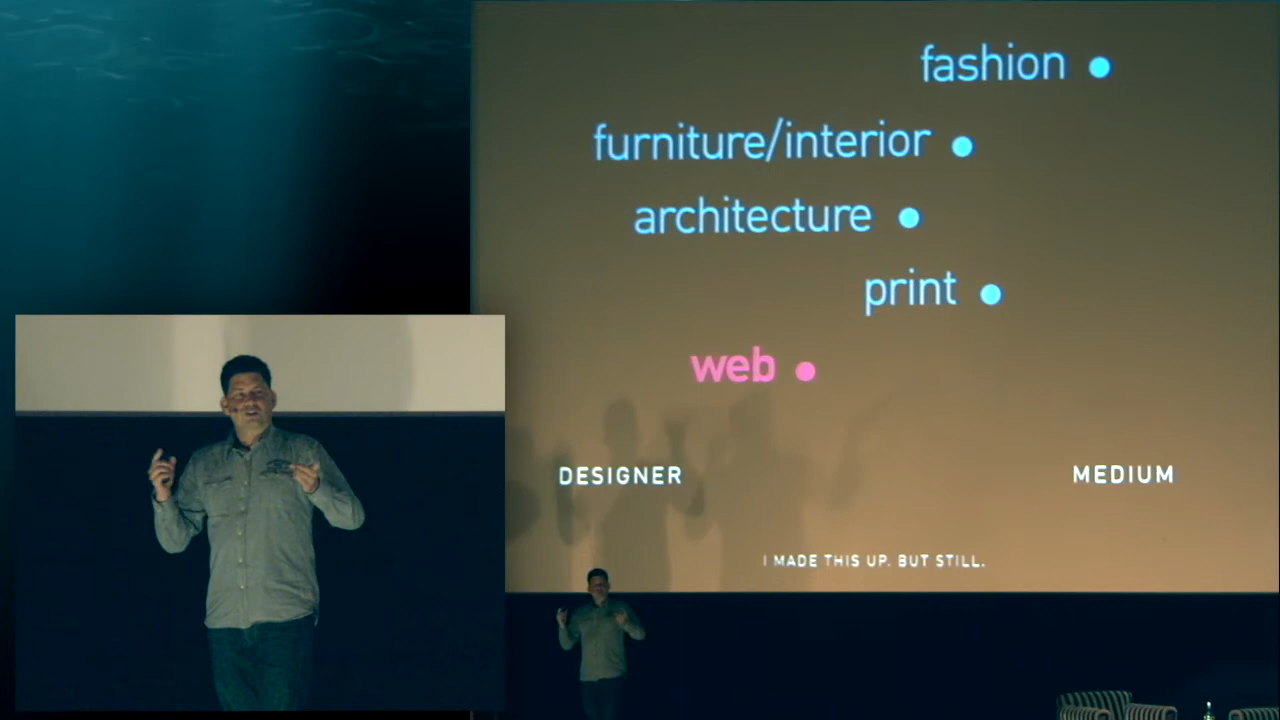 fashion
furniture/interior
architecture
print
web
DESIGNER MEDIUM
I MADE THIS UP. BUT STILL.